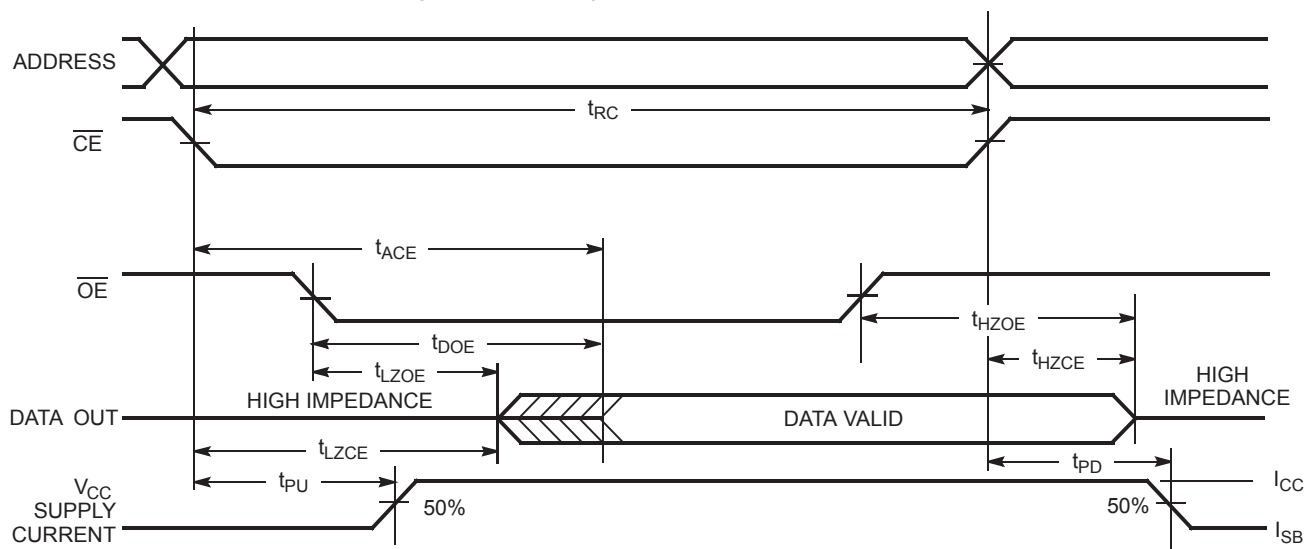 ADDRESS
tRC
CE
tACE
OE
tHZOE
tDOE
tHZCE
tLZOE
HIGH IMPEDANCE
HIGH
IMPEDANCE
DATA OUT
DATA VALID
tLZCE
tPD
tPU
VCC
SUPPLY
CURRENT
50%
50%
ICC
ISB